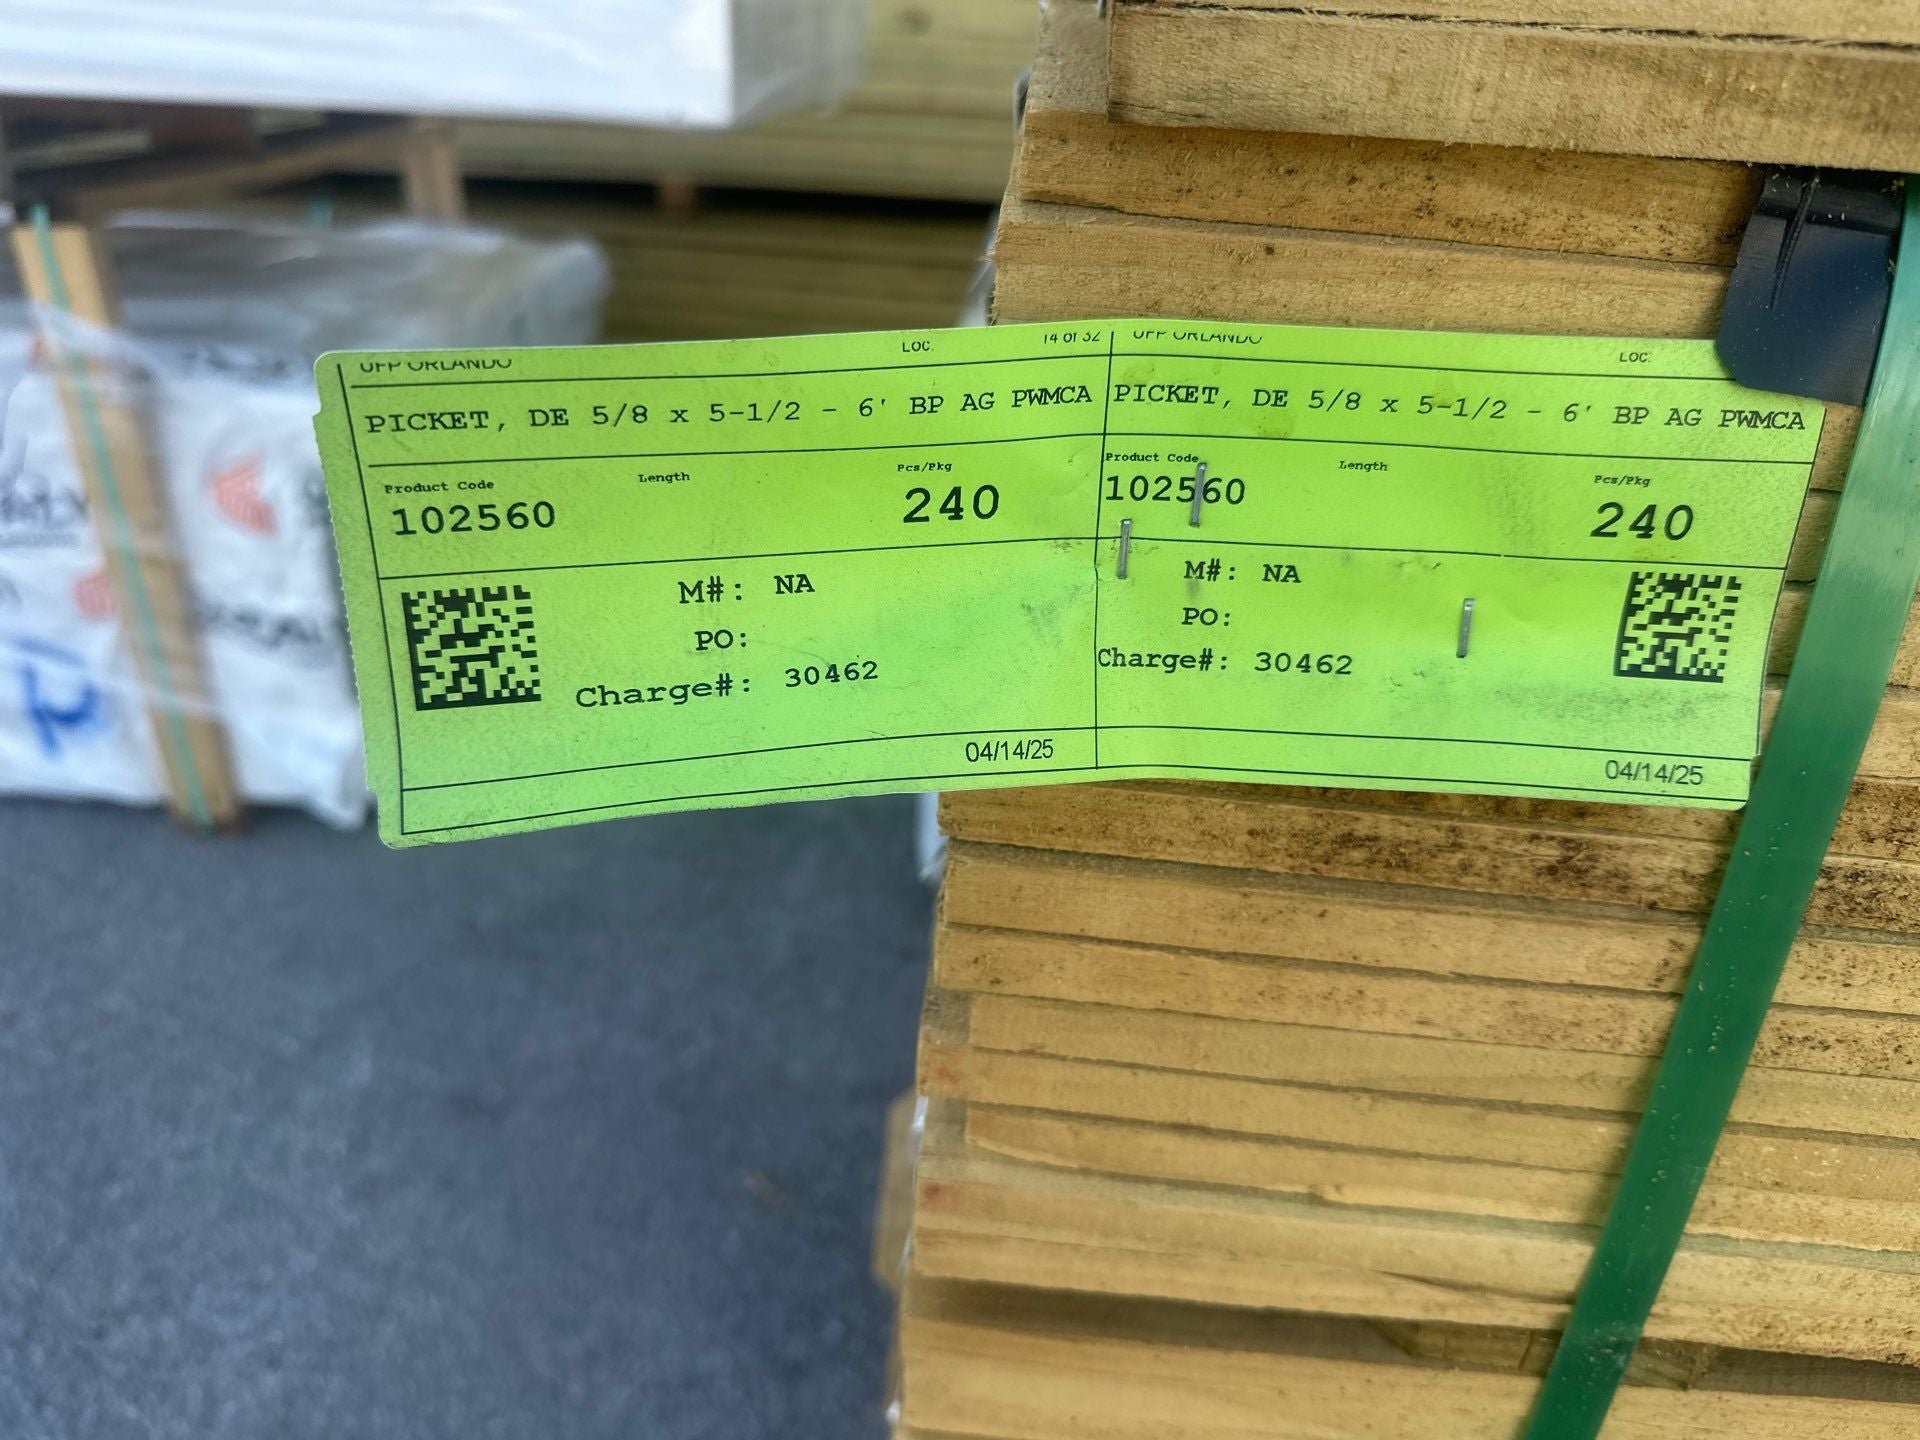 UFP ORLANDO LOC. 14 of 32
PICKET, DE 5/8 x 5-1/2 - 6' BP AG PWMCA
Product Code Length Pcs/Pkg
102560 240
M#: NA
PO:
Charge#: 30462
04/14/25
UFP ORLANDO LOC.
PICKET, DE 5/8 x 5-1/2 - 6' BP AG PWMCA
Product Code Length Pcs/Pkg
102560 240
M#: NA
PO:
Charge#: 30462
04/14/25